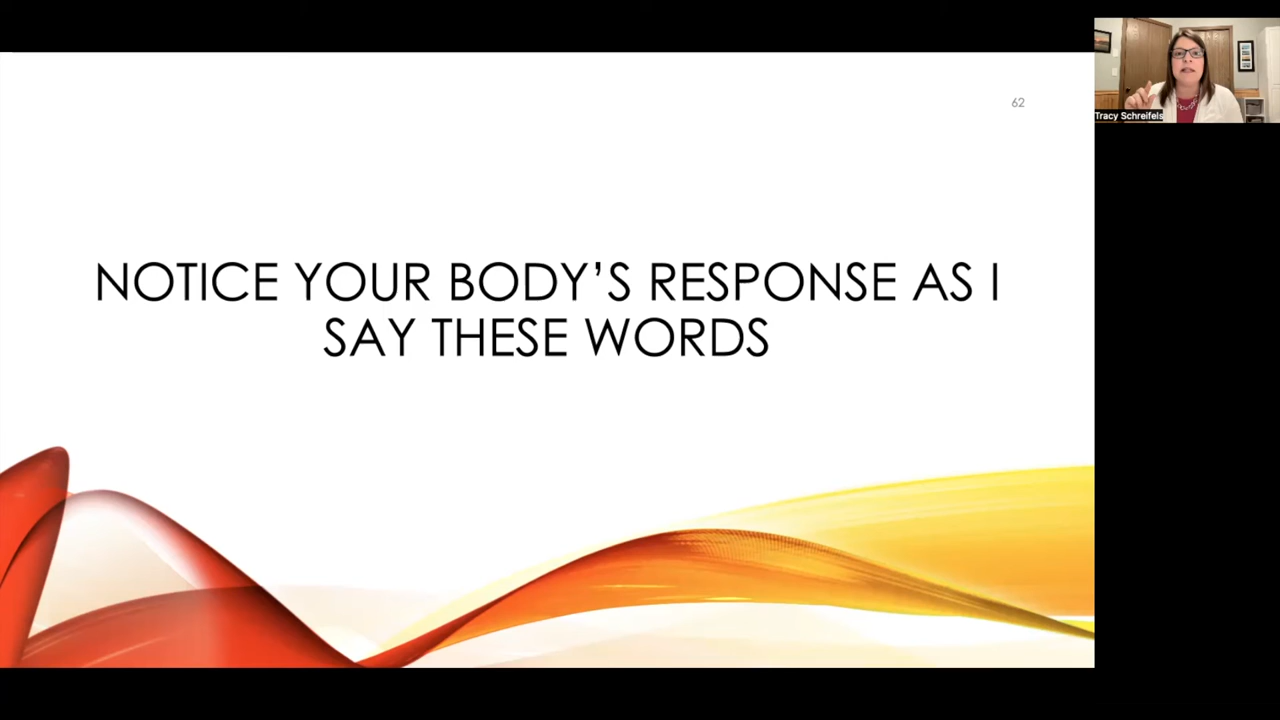 62
Tracy Schreifels
NOTICE YOUR BODY’S RESPONSE AS I
SAY THESE WORDS